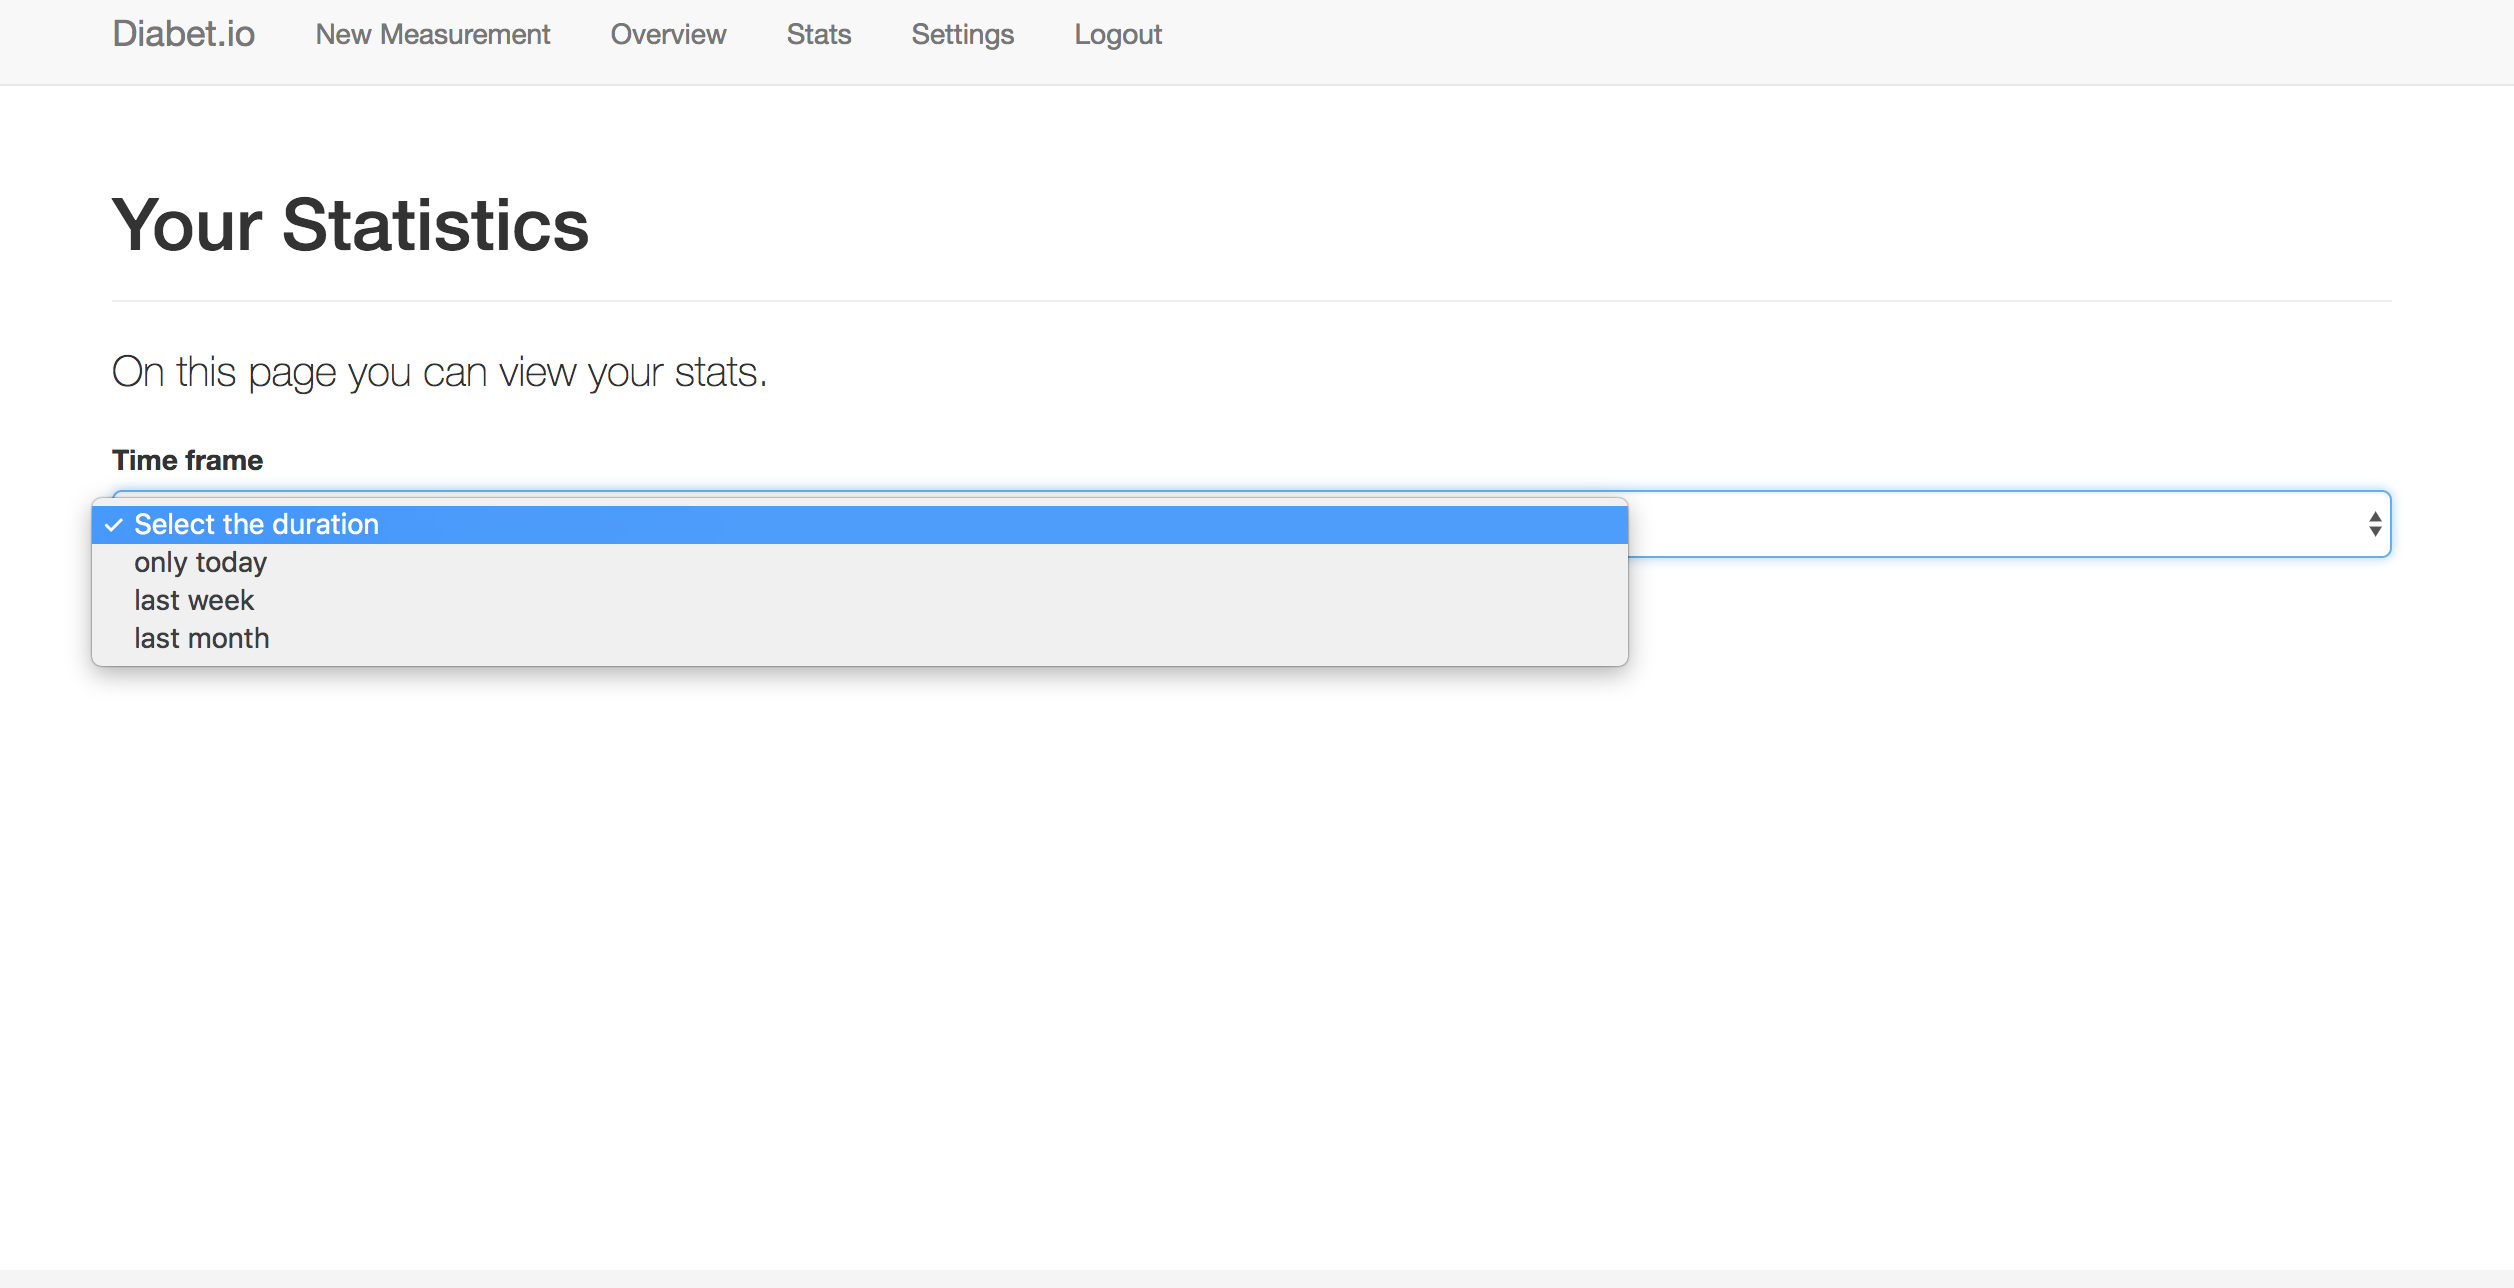 Diabet.io New Measurement Overview Stats Settings Logout
Your Statistics
On this page you can view your stats.
Time frame
Select the duration
only today
last week
last month